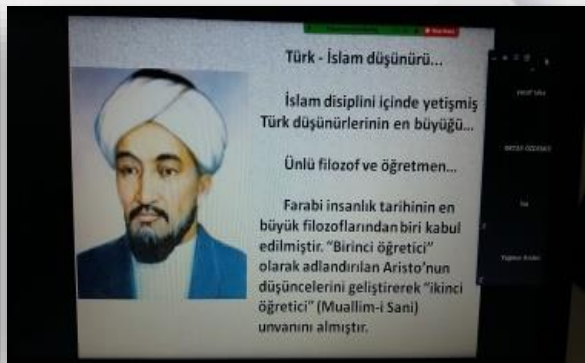 Türk - İslam düşünürü...
İslam disiplini içinde yetişmiş
Türk düşünürlerinin en büyüğü...
Ünlü filozof ve öğretmen...
Farabi insanlık tarihinin en
büyük filozoflarından biri kabul
edilmiştir. “Birinci öğretici”
olarak adlandırılan Aristo’nun
düşüncelerini geliştirerek “ikinci
öğretici” (Muallim-i Sani)
unvanını almıştır.